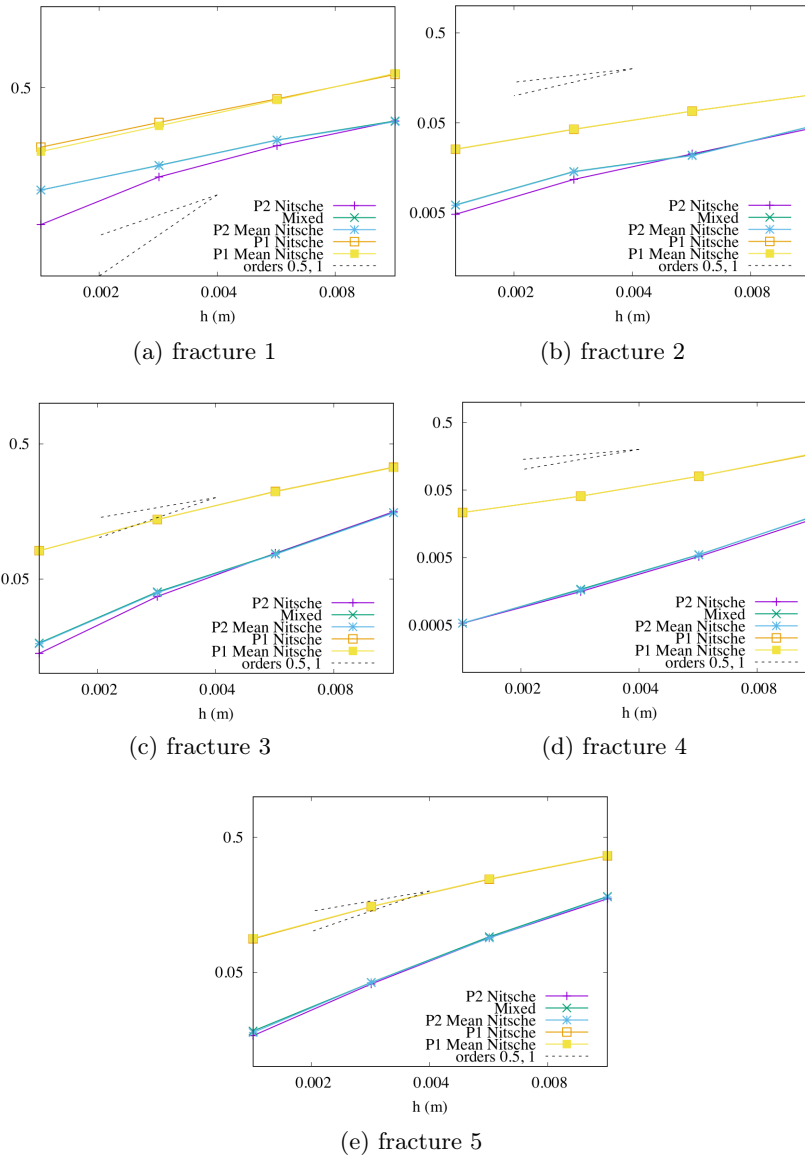 0.5
P2 Nitsche
Mixed
P2 Mean Nitsche
P1 Nitsche
P1 Mean Nitsche
orders 0.5, 1
0.002 0.004 0.008
h (m)
(a) fracture 1
0.5
0.05
0.005
P2 Nitsche
Mixed
P2 Mean Nitsche
P1 Nitsche
P1 Mean Nitsche
orders 0.5, 1
0.002 0.004 0.008
h (m)
(b) fracture 2
0.5
0.05
P2 Nitsche
Mixed
P2 Mean Nitsche
P1 Nitsche
P1 Mean Nitsche
orders 0.5, 1
0.002 0.004 0.008
h (m)
(c) fracture 3
0.5
0.05
0.005
0.0005
P2 Nitsche
Mixed
P2 Mean Nitsche
P1 Nitsche
P1 Mean Nitsche
orders 0.5, 1
0.002 0.004 0.008
h (m)
(d) fracture 4
0.5
0.05
P2 Nitsche
Mixed
P2 Mean Nitsche
P1 Nitsche
P1 Mean Nitsche
orders 0.5, 1
0.002 0.004 0.008
h (m)
(e) fracture 5